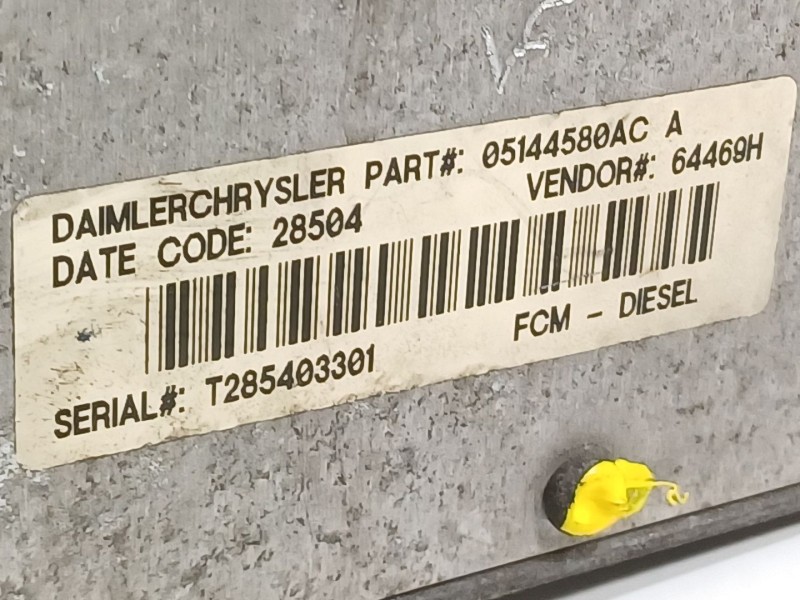 DAIMLERCHRYSLER PART#: 05144580AC A
DATE CODE: 28504 VENDOR#: 64469H
SERIAL#: T285403301 FCM - DIESEL